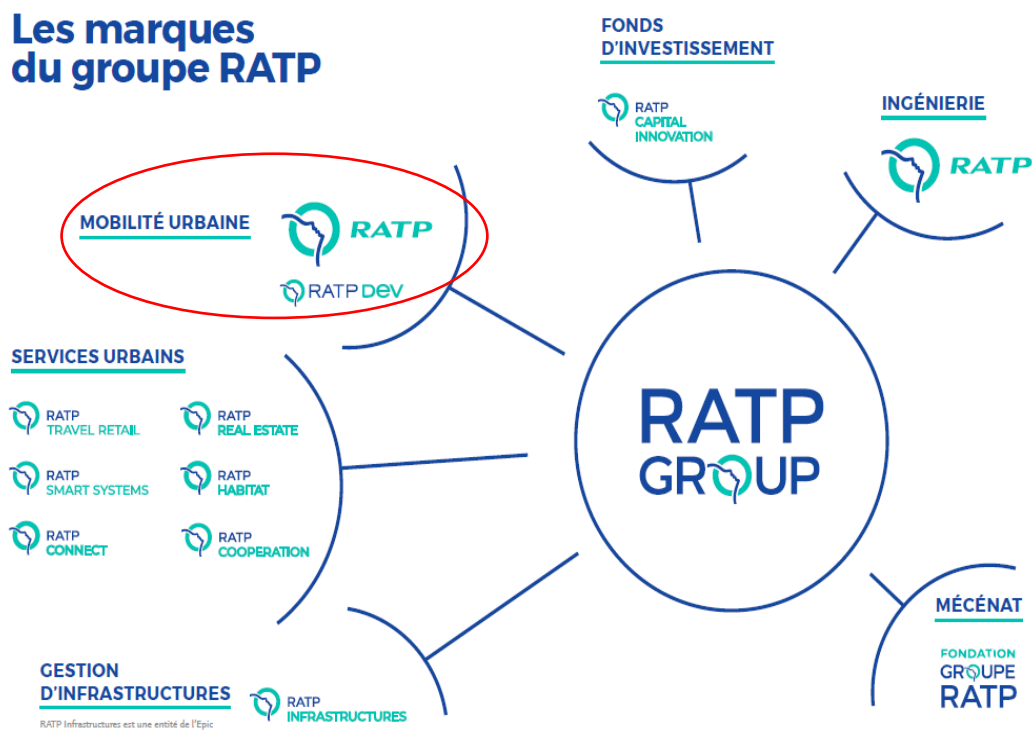 Les marques
du groupe RATP
FONDS
D'INVESTISSEMENT
RATP
CAPITAL
INNOVATION
INGÉNIERIE
RATP
MOBILITÉ URBAINE
RATP
RATP DEV
SERVICES URBAINS
RATP
TRAVEL RETAIL
RATP
REAL ESTATE
RATP
SMART SYSTEMS
RATP
HABITAT
RATP
CONNECT
RATP
COOPERATION
RATP
GROUP
GESTION
D'INFRASTRUCTURES
RATP Infrastructures est une entité de l'Epic
RATP
INFRASTRUCTURES
MÉCÉNAT
FONDATION
GROUPE
RATP